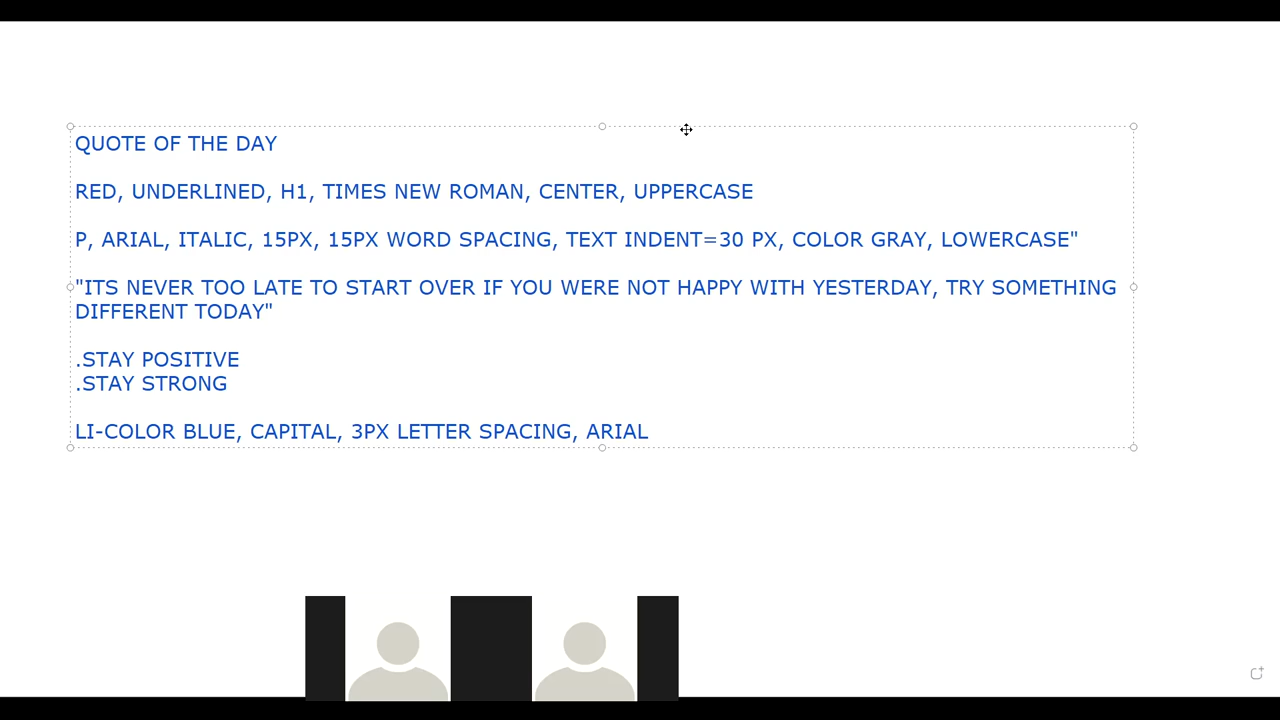 QUOTE OF THE DAY
RED, UNDERLINED, H1, TIMES NEW ROMAN, CENTER, UPPERCASE
P, ARIAL, ITALIC, 15PX, 15PX WORD SPACING, TEXT INDENT=30 PX, COLOR GRAY, LOWERCASE"
"ITS NEVER TOO LATE TO START OVER IF YOU WERE NOT HAPPY WITH YESTERDAY, TRY SOMETHING
DIFFERENT TODAY"
.STAY POSITIVE
.STAY STRONG
LI-COLOR BLUE, CAPITAL, 3PX LETTER SPACING, ARIAL